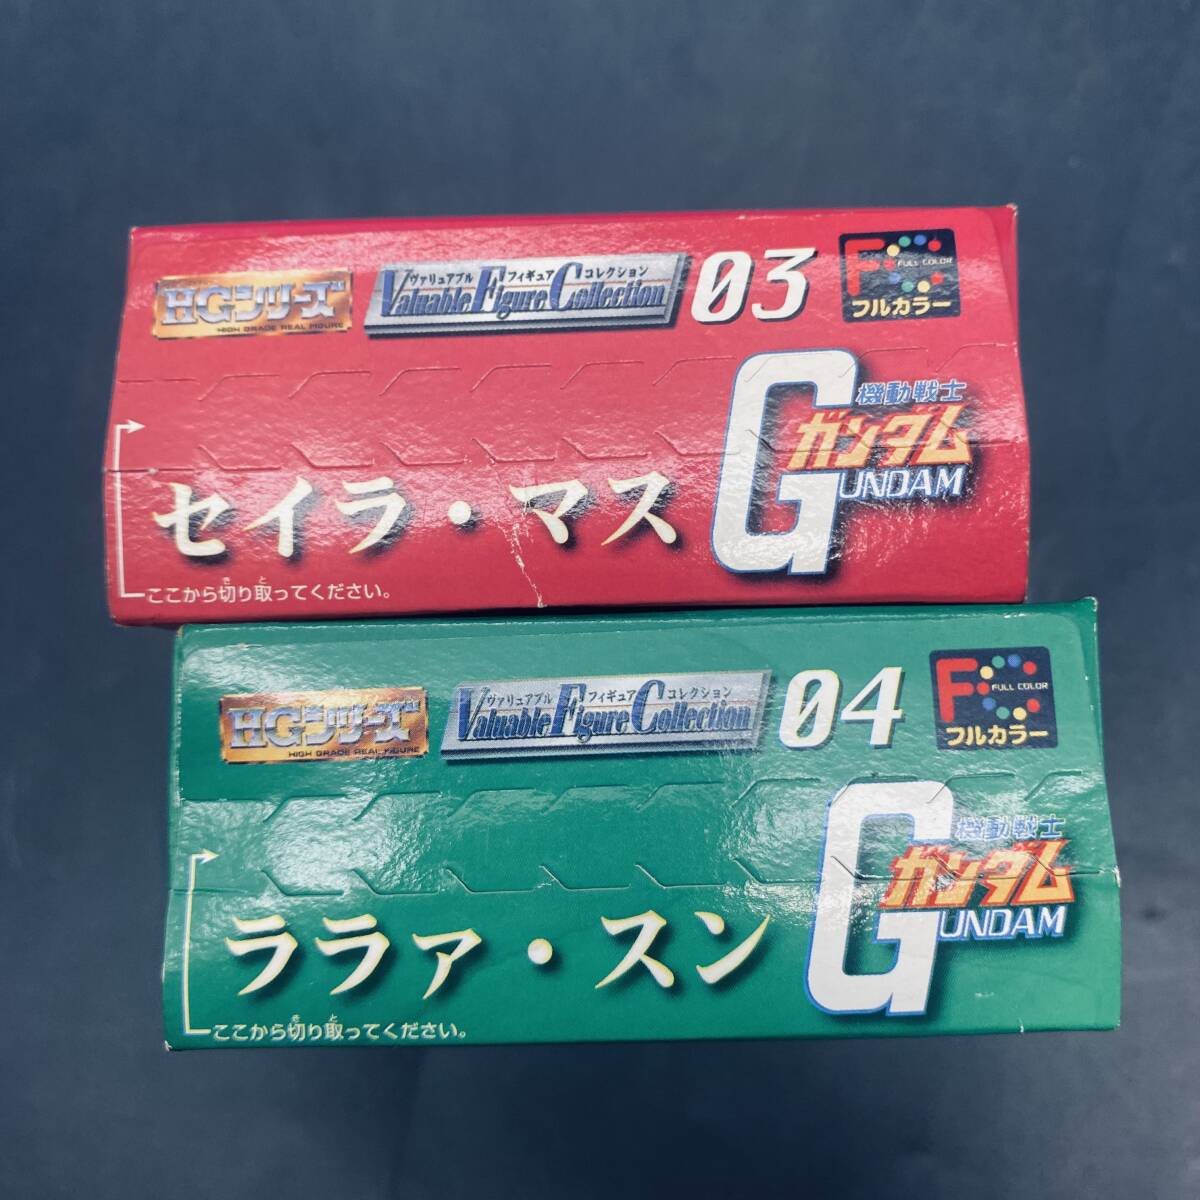 HGシリーズ
HIGH GRADE REAL FIGURE
ヴァリュアブル フィギュア コレクション
Valuable Figure Collection
03
F FULL COLOR
フルカラー
機動戦士
ガンダム
GUNDAM
セイラ・マス
ここから切り取ってください。
HGシリーズ
HIGH GRADE REAL FIGURE
ヴァリュアブル フィギュア コレクション
Valuable Figure Collection
04
F FULL COLOR
フルカラー
機動戦士
ガンダム
GUNDAM
ララァ・スン
ここから切り取ってください。